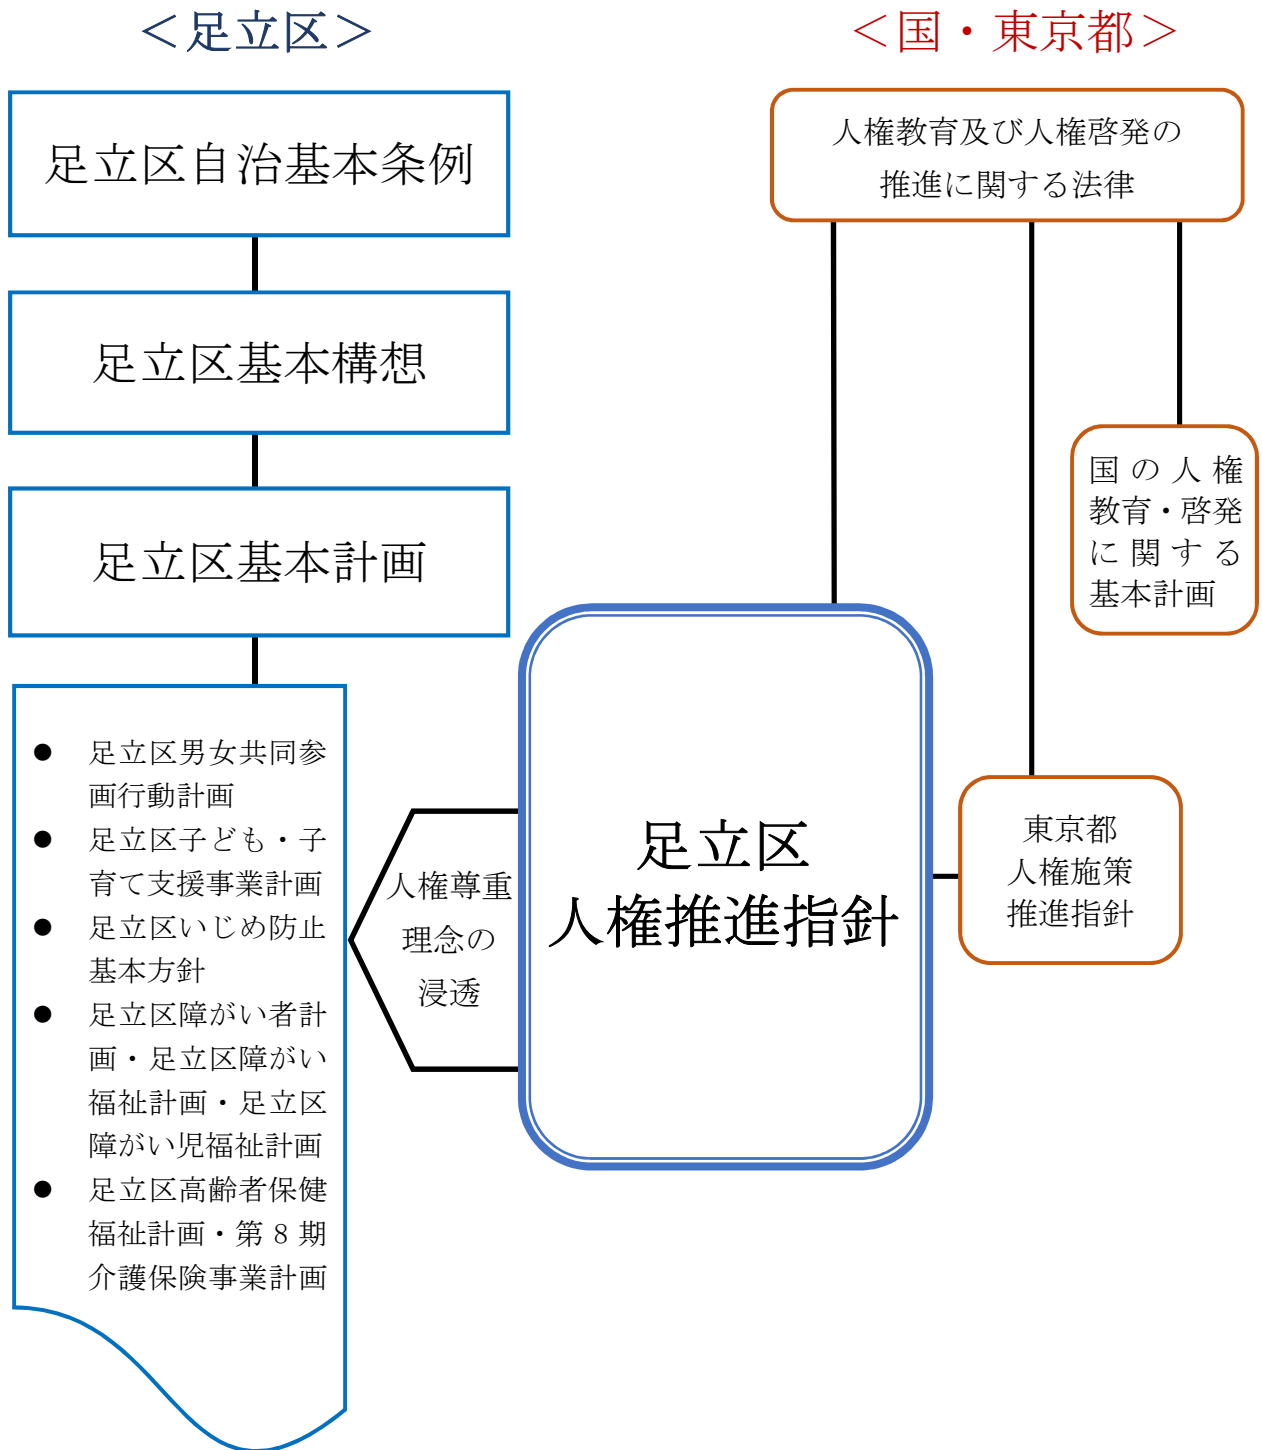 ＜足立区＞
足立区自治基本条例
足立区基本構想
足立区基本計画
● 足立区男女共同参
画行動計画
● 足立区子ども・子
育て支援事業計画
● 足立区いじめ防止
基本方針
● 足立区障がい者計
画・足立区障がい
福祉計画・足立区
障がい児福祉計画
● 足立区高齢者保健
福祉計画・第 8 期
介護保険事業計画
人権尊重
理念の
浸透
足立区
人権推進指針
＜国・東京都＞
人権教育及び人権啓発の
推進に関する法律
国の人権
教育・啓発
に関する
基本計画
東京都
人権施策
推進指針